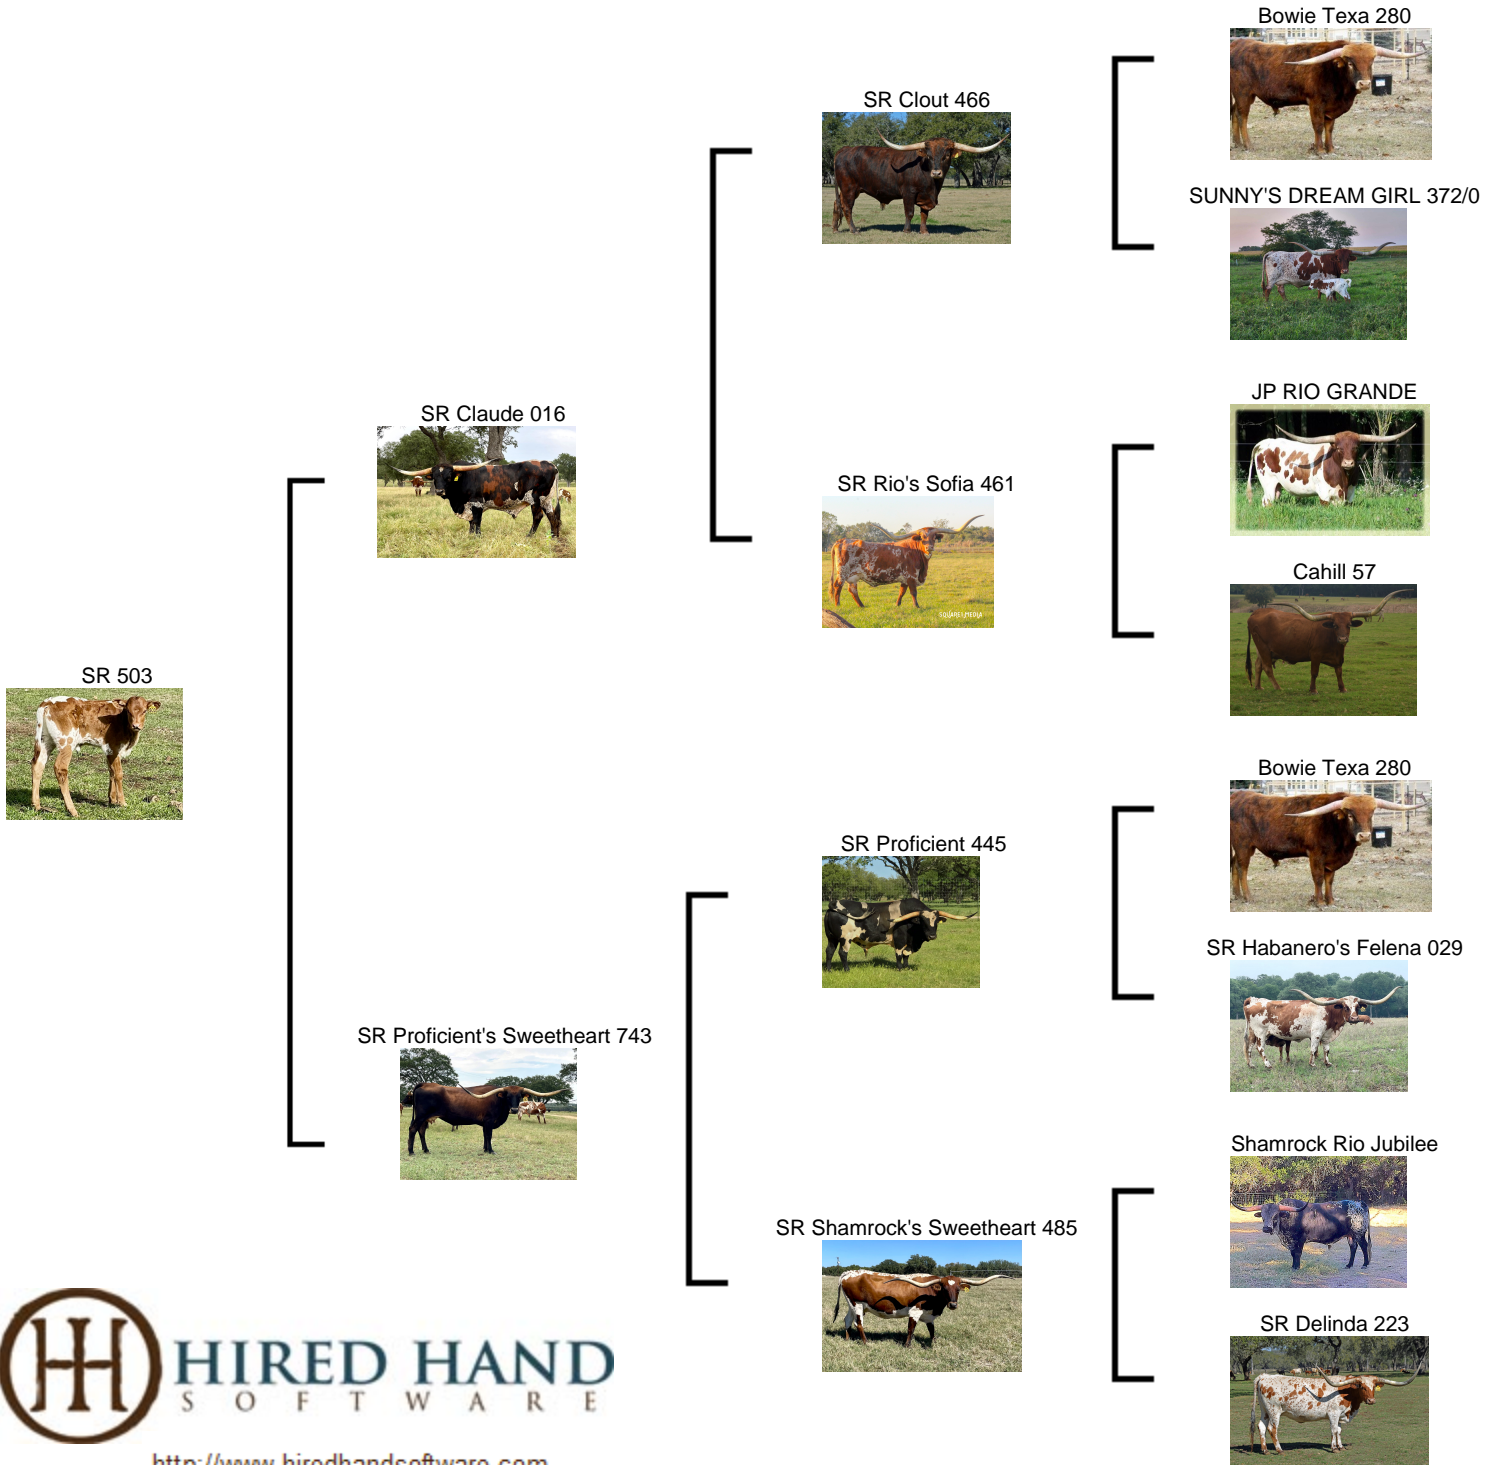 Bowie Texa 280
SR Clout 466
SUNNY'S DREAM GIRL 372/0
JP RIO GRANDE
SR Claude 016
SR Rio's Sofia 461
SQUARE1MEDIA
Cahill 57
SR 503
Bowie Texa 280
SR Proficient 445
SR Habanero's Felena 029
SR Proficient's Sweetheart 743
Shamrock Rio Jubilee
SR Shamrock's Sweetheart 485
SR Delinda 223
HIRED HAND
SOFTWARE
http://www.hiredhandsoftware.com